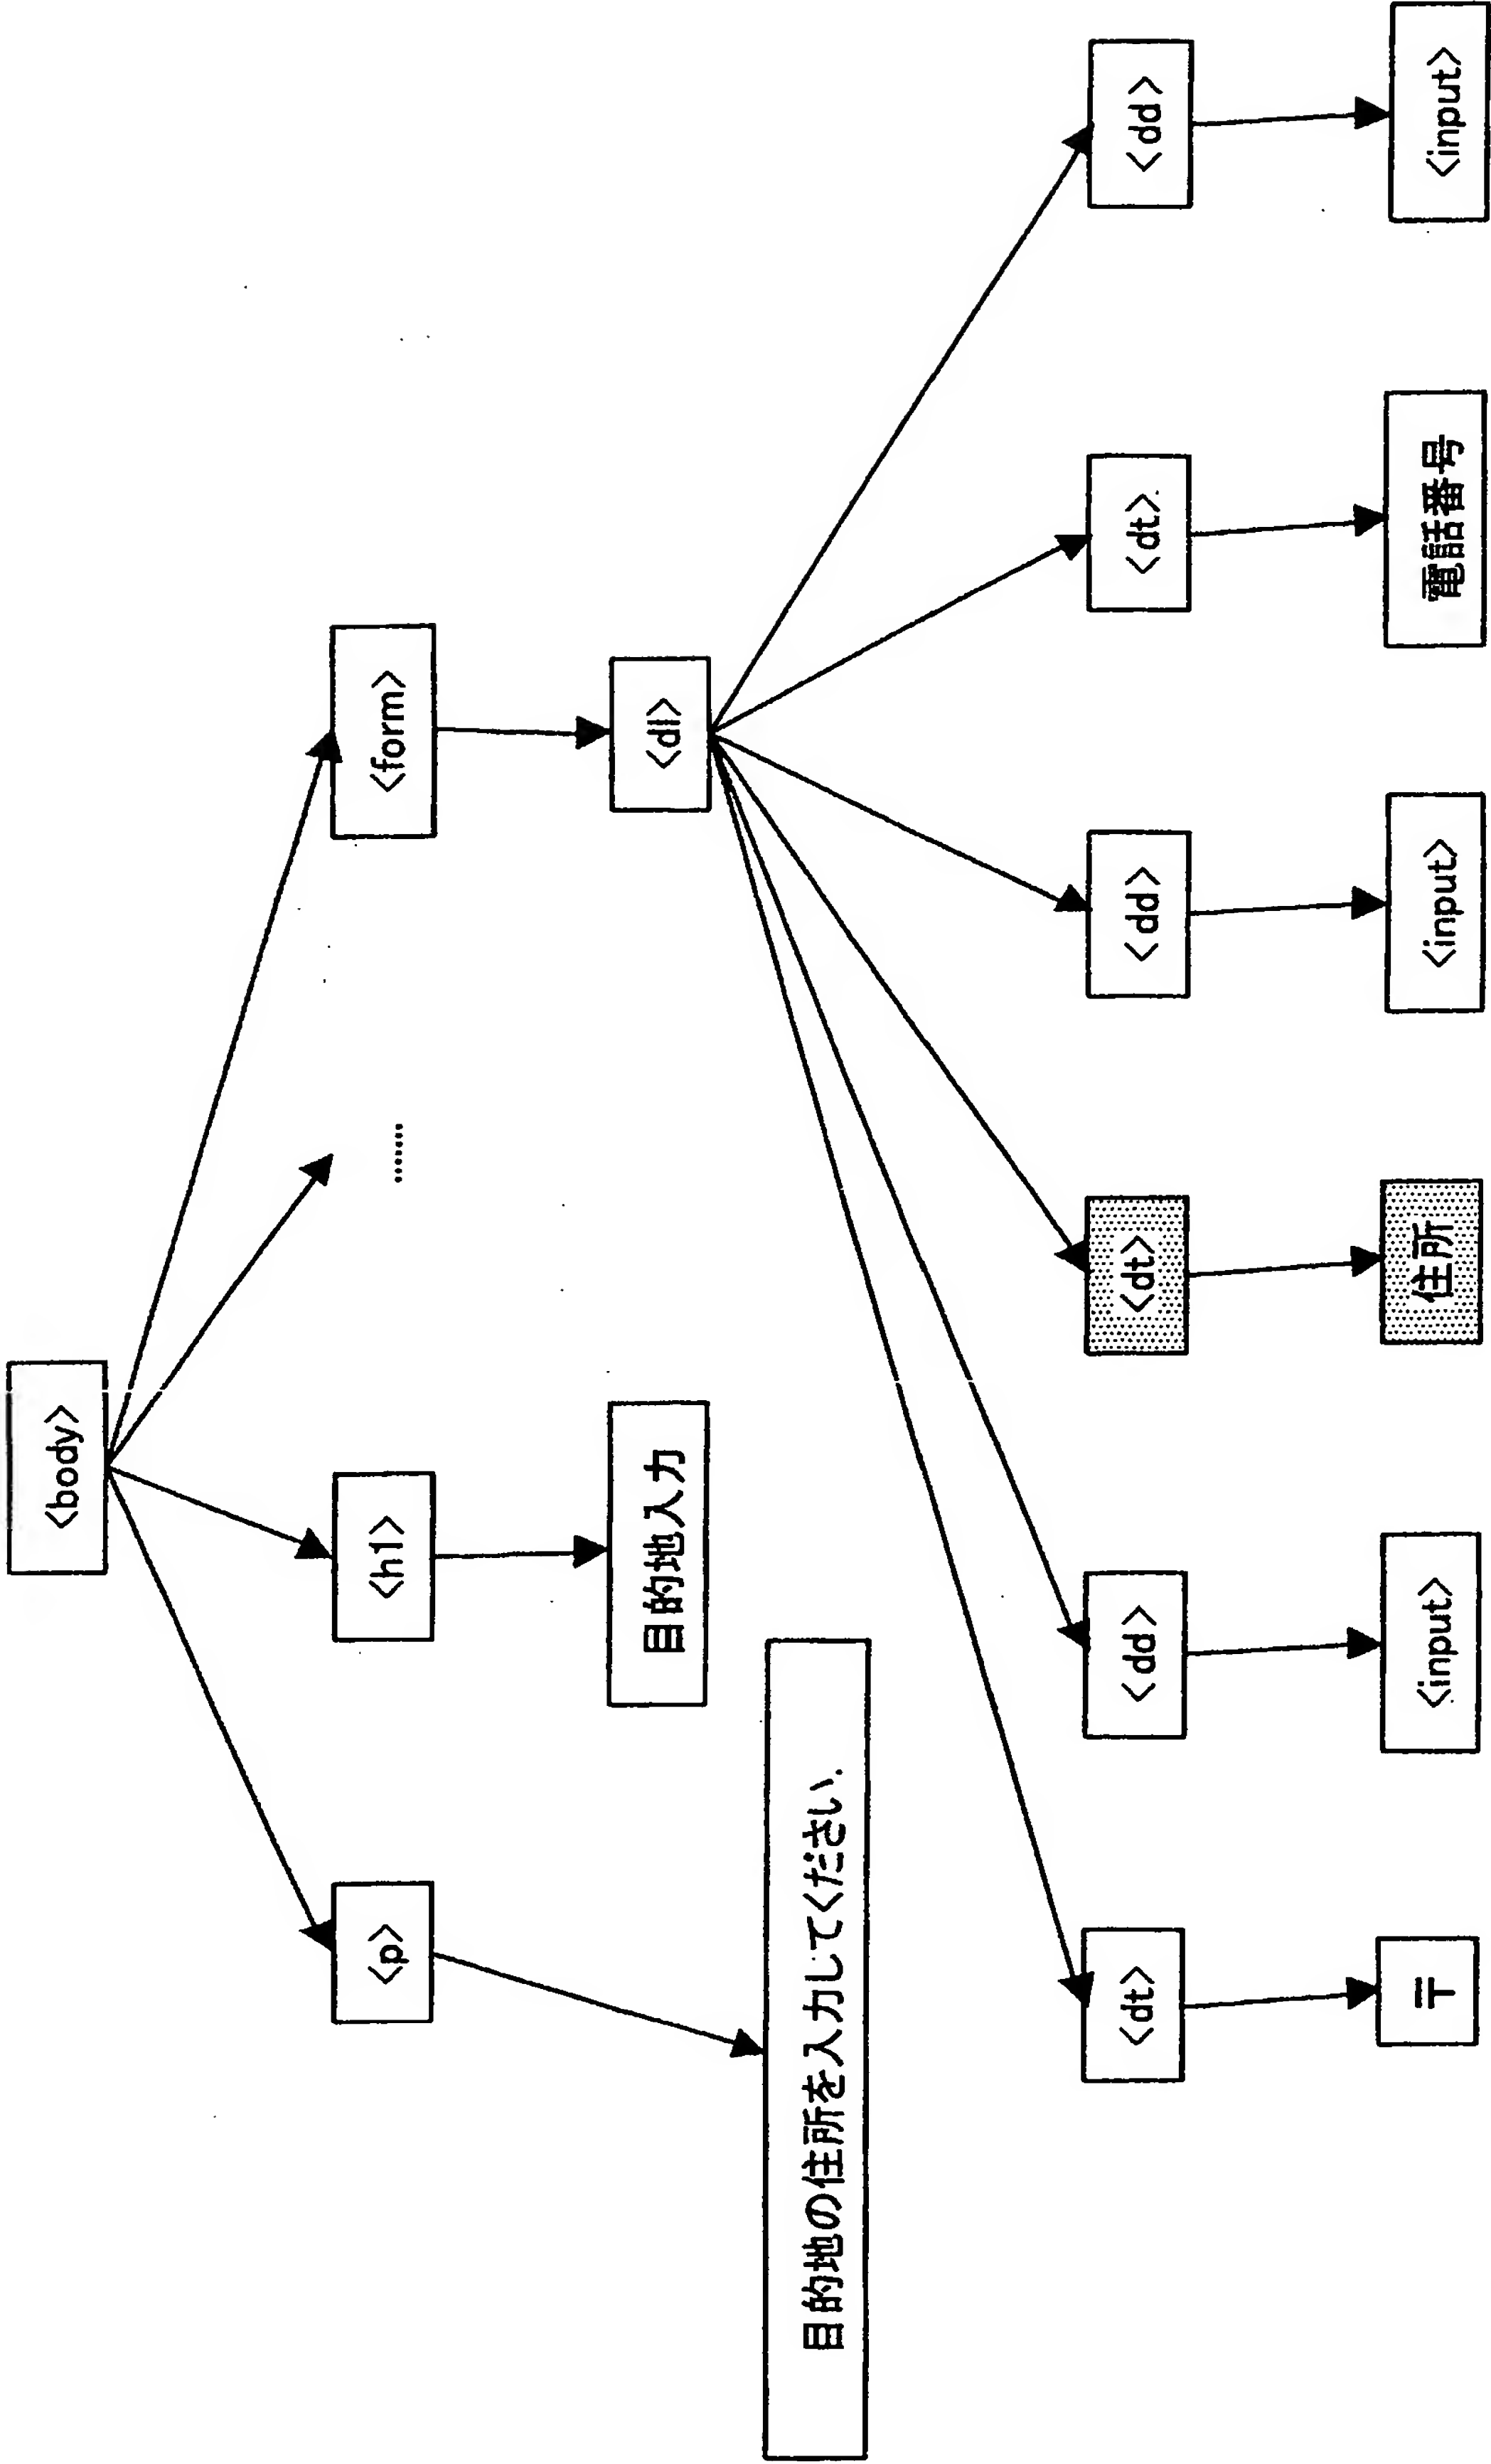 <body>
<p>
<h1>
.......
<form>
目的地入力
<dl>
目的地の住所を入力してください.
<dt>
<dd>
<dt>
<dd>
<dt>
<dd>
〒
<input>
住所
<input>
電話番号
<input>